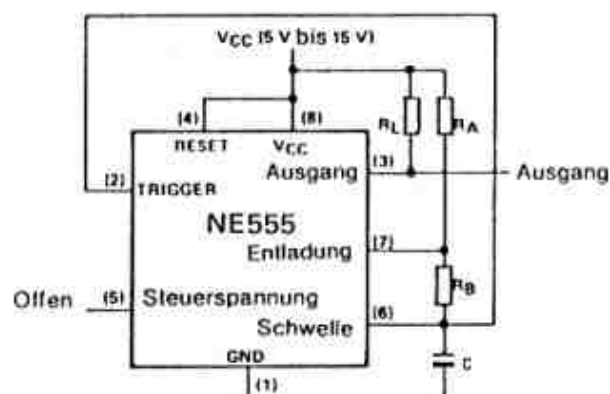 VCC (5 V bis 15 V)
(4)
(8)
RL
RA
RESET
VCC
(3)
Ausgang
Ausgang
(2)
TRIGGER
NE555
(7)
Entladung
RB
Offen
(5)
Steuerspannung
(6)
Schwelle
GND
C
(1)